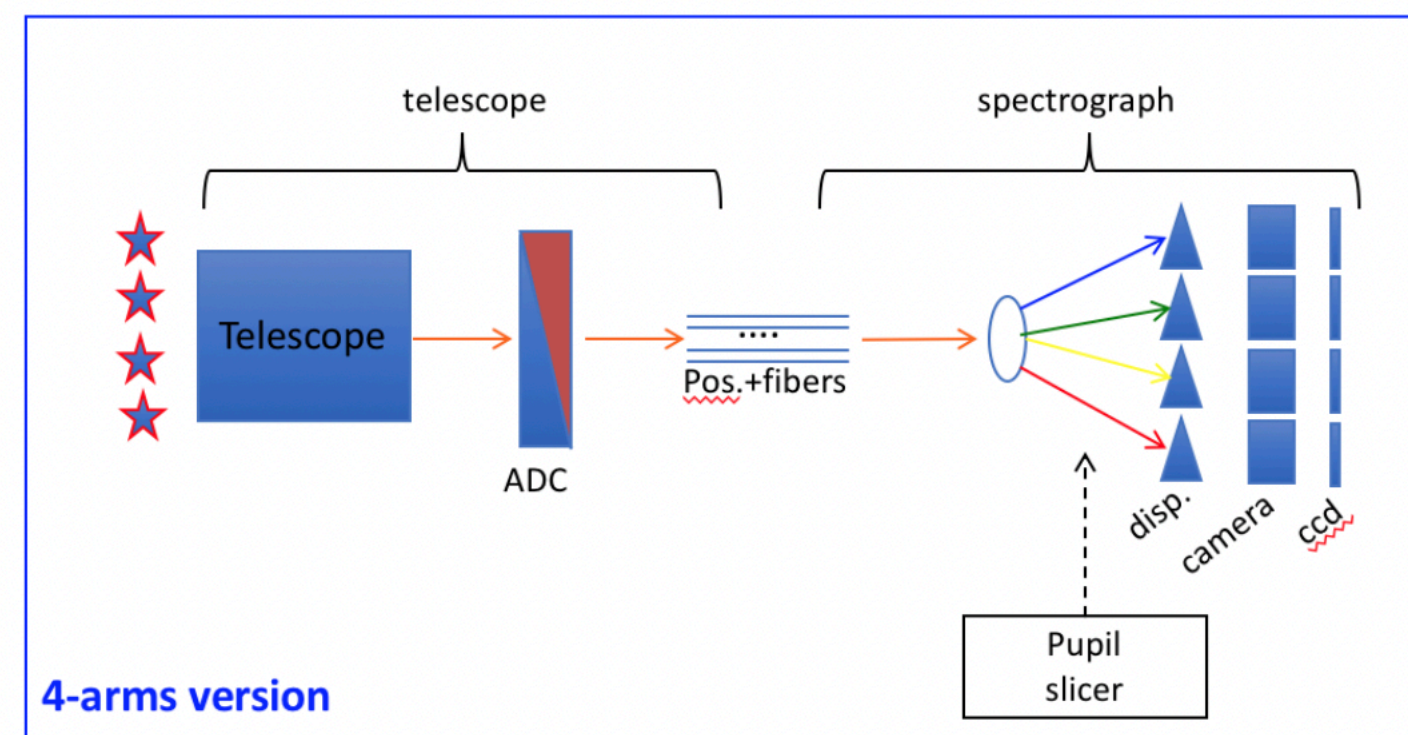 telescope
spectrograph
Telescope
....
Pos.+fibers
ADC
disp.
camera
ccd
Pupil
slicer
4-arms version